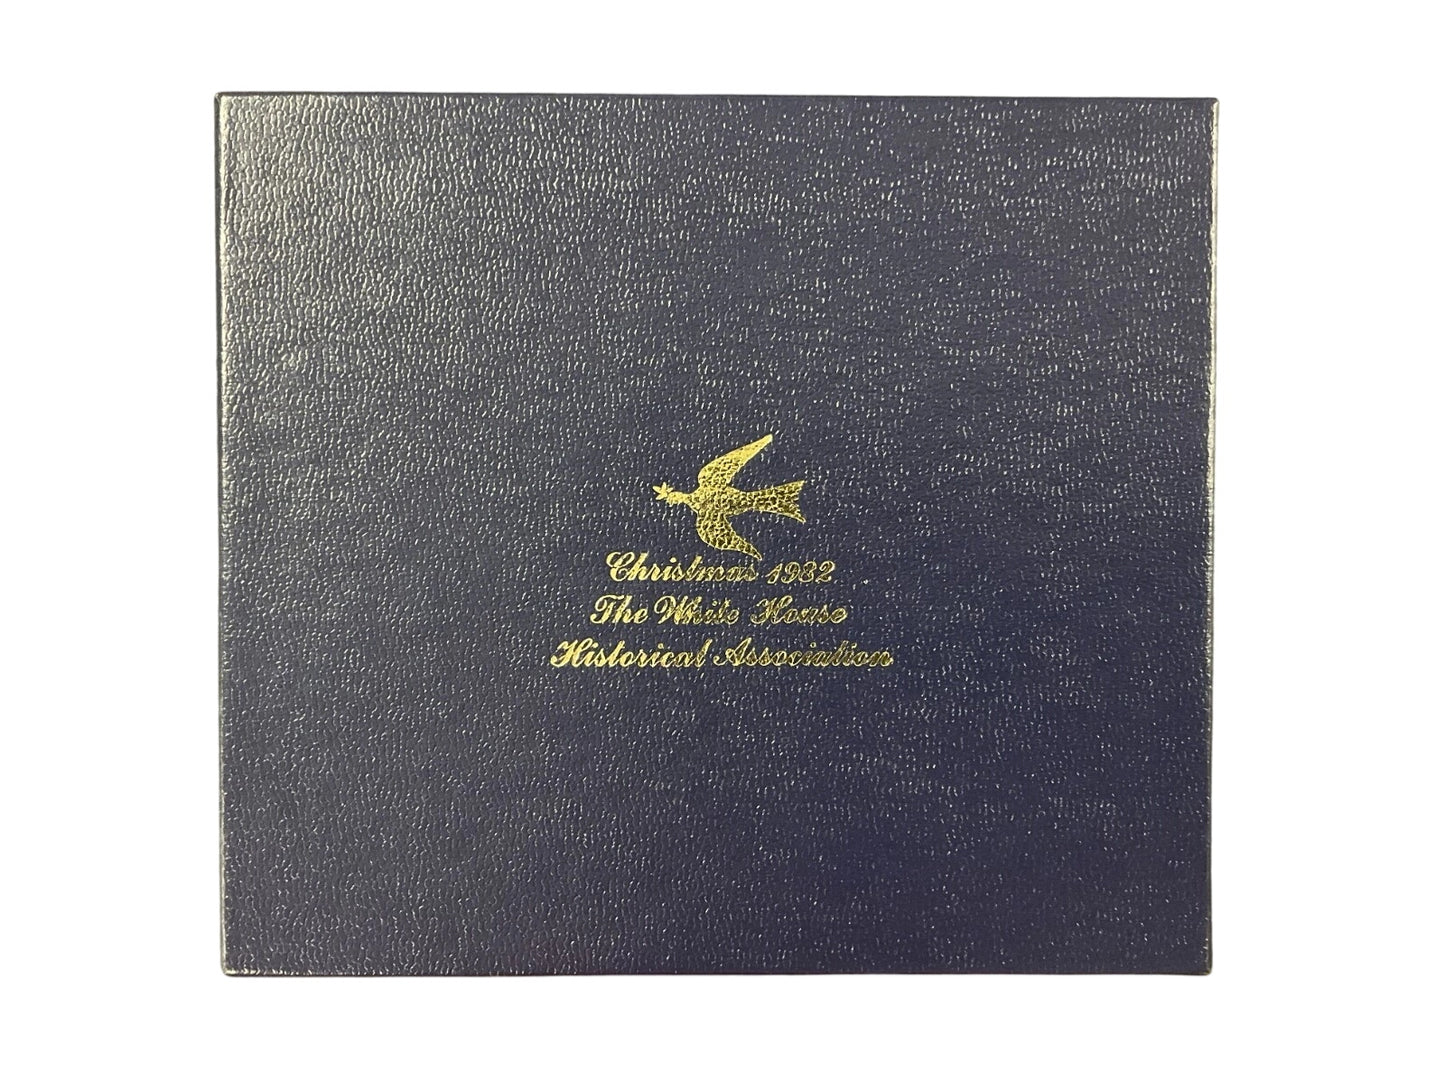 Christmas 1982
The White House
Historical Association